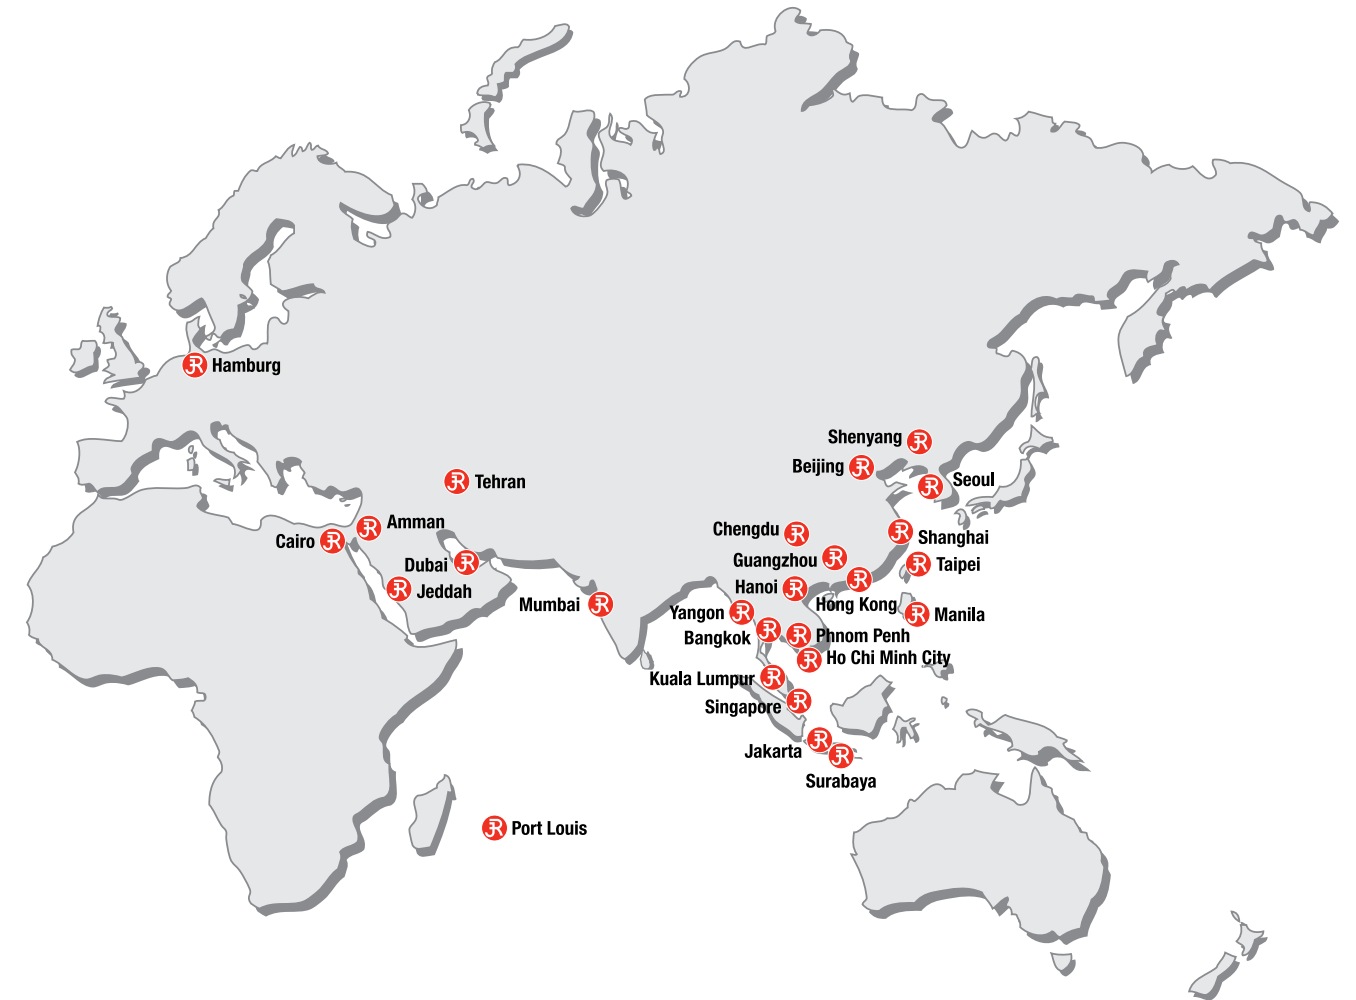 Hamburg
Shenyang
Beijing
Seoul
Tehran
Amman
Chengdu
Shanghai
Cairo
Guangzhou
Dubai
Taipei
Hanoi
Jeddah
Mumbai
Hong Kong
Yangon
Manila
Bangkok
Phnom Penh
Ho Chi Minh City
Kuala Lumpur
Singapore
Jakarta
Surabaya
Port Louis